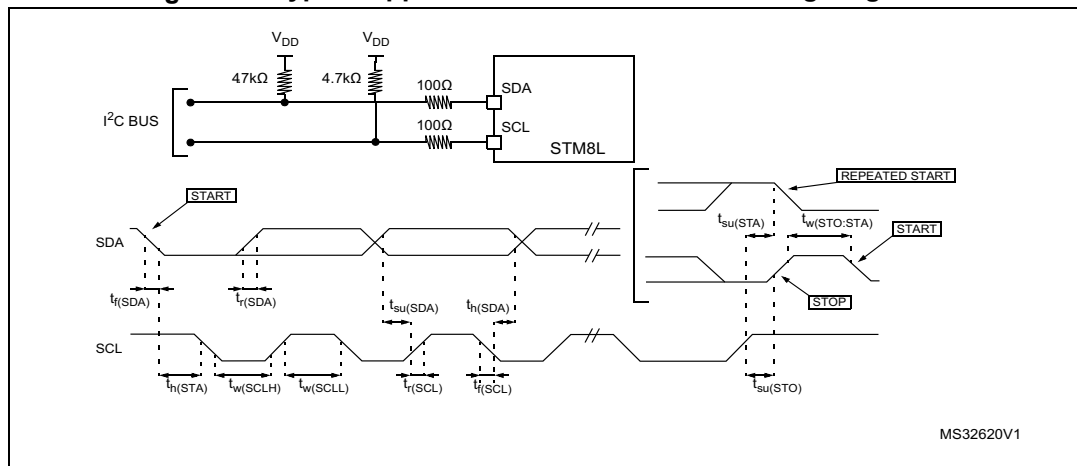 V_DD V_DD
47kΩ 4.7kΩ
100Ω SDA
I²C BUS
100Ω SCL
STM8L
REPEATED START
START
t_su(STA) t_w(STO:STA)
START
SDA
STOP
t_f(SDA) t_r(SDA) t_su(SDA) t_h(SDA)
SCL
t_h(STA) t_w(SCLH) t_w(SCLL) t_r(SCL) t_f(SCL) t_su(STO)
MS32620V1